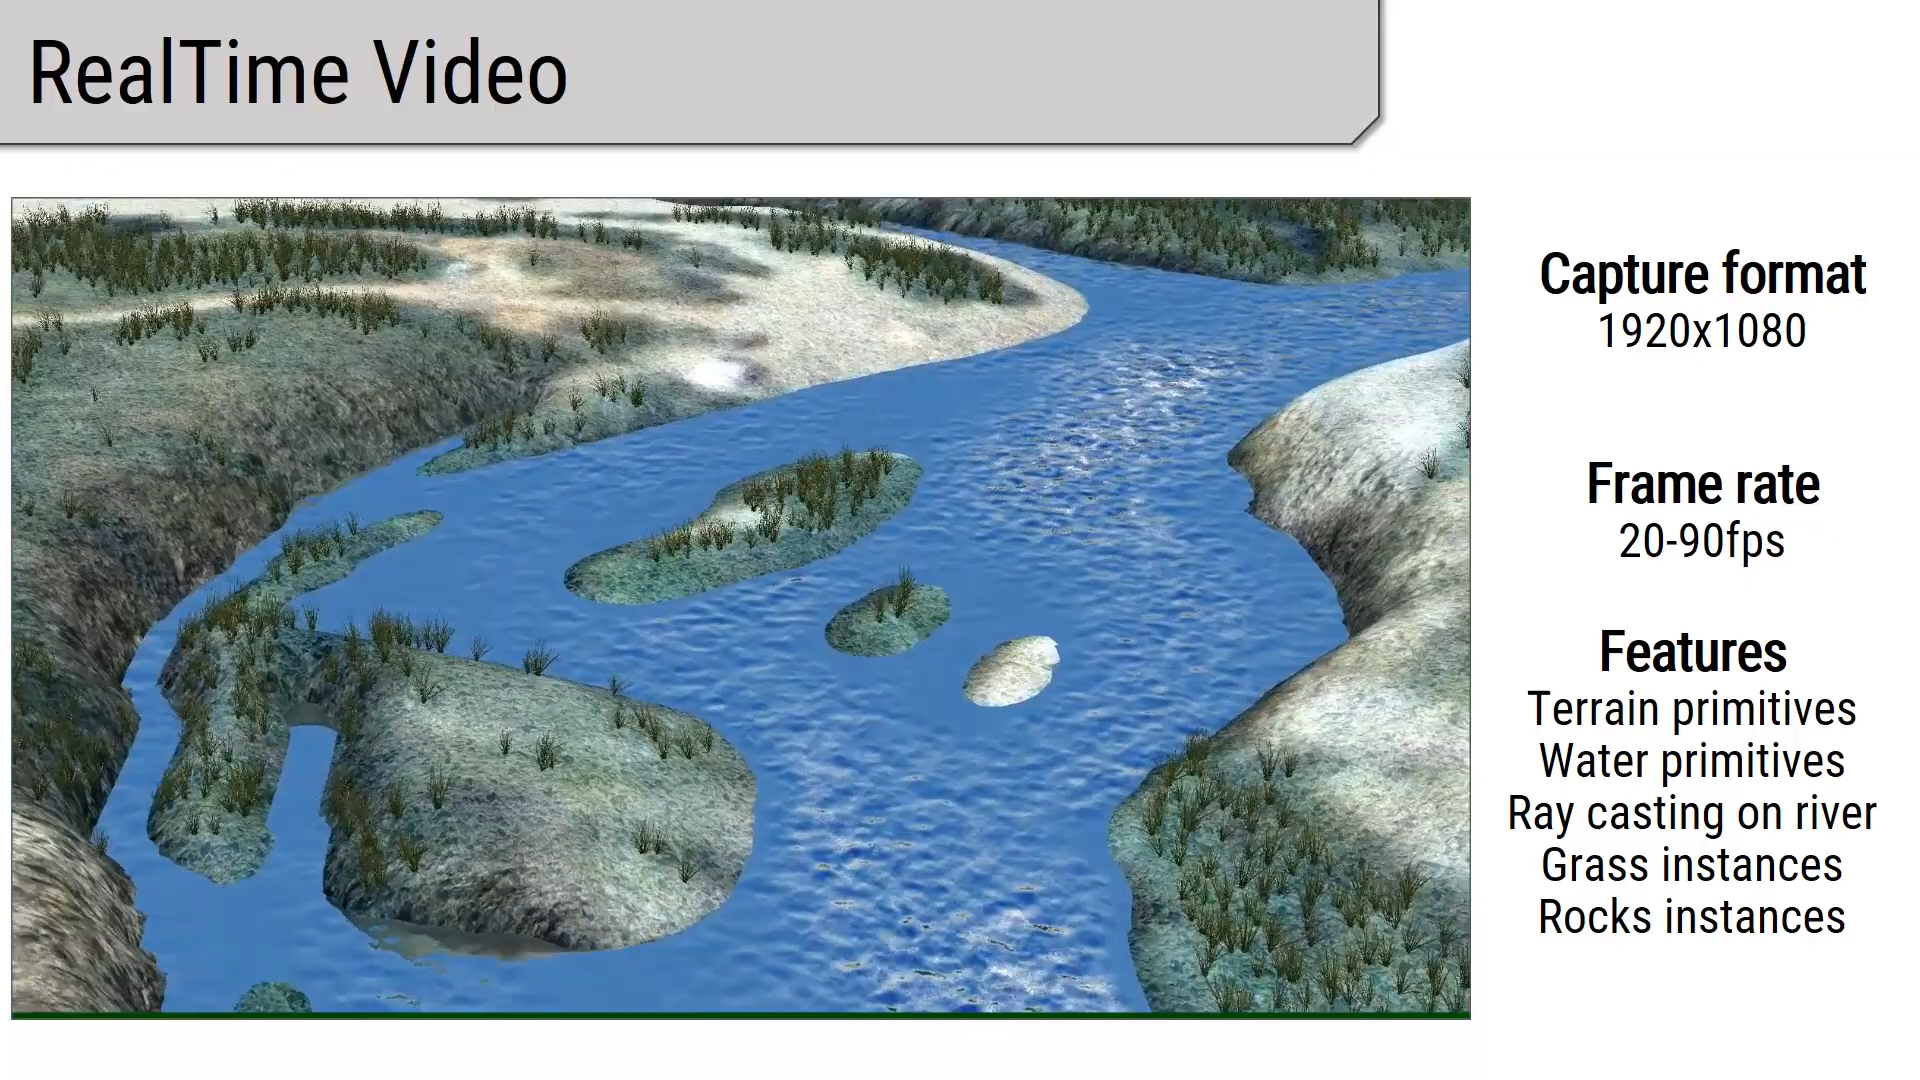 RealTime Video
Capture format
1920x1080
Frame rate
20-90fps
Features
Terrain primitives
Water primitives
Ray casting on river
Grass instances
Rocks instances